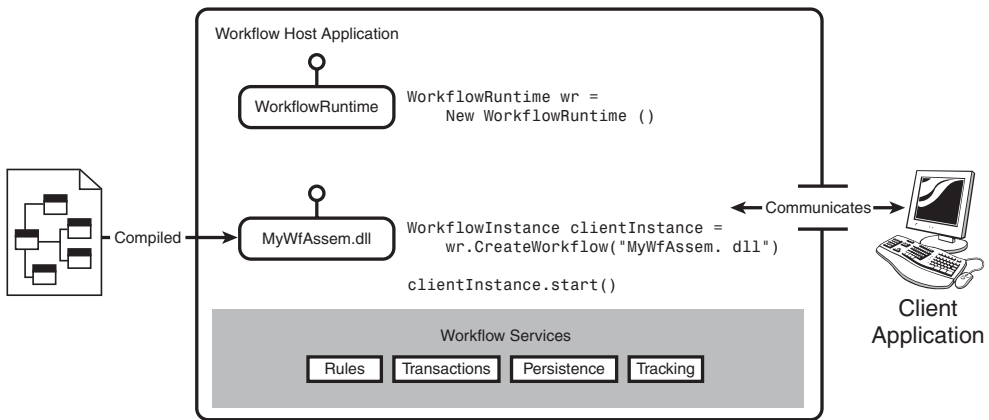 Workflow Host Application
WorkflowRuntime
WorkflowRuntime wr =
New WorkflowRuntime ()
Compiled
MyWfAssem.dll
WorkflowInstance clientInstance =
wr.CreateWorkflow("MyWfAssem. dll")
clientInstance.start()
Communicates
Client
Application
Workflow Services
Rules
Transactions
Persistence
Tracking